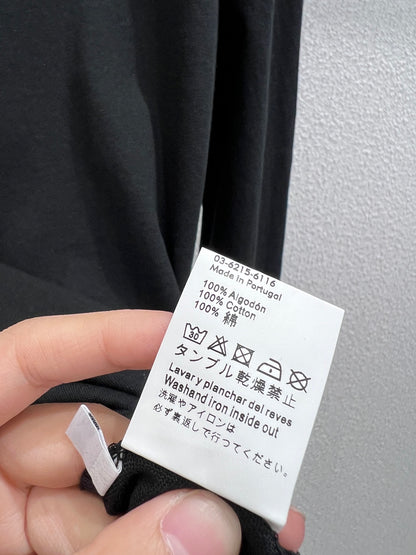 03-6215-6116
Made in Portugal
100% Algodón
100% Cotton
100% 綿
30
タンブル乾燥禁止
Lavar y planchar del reves
Wash and iron inside out
洗濯やアイロンは
必ず裏返しで行ってください。